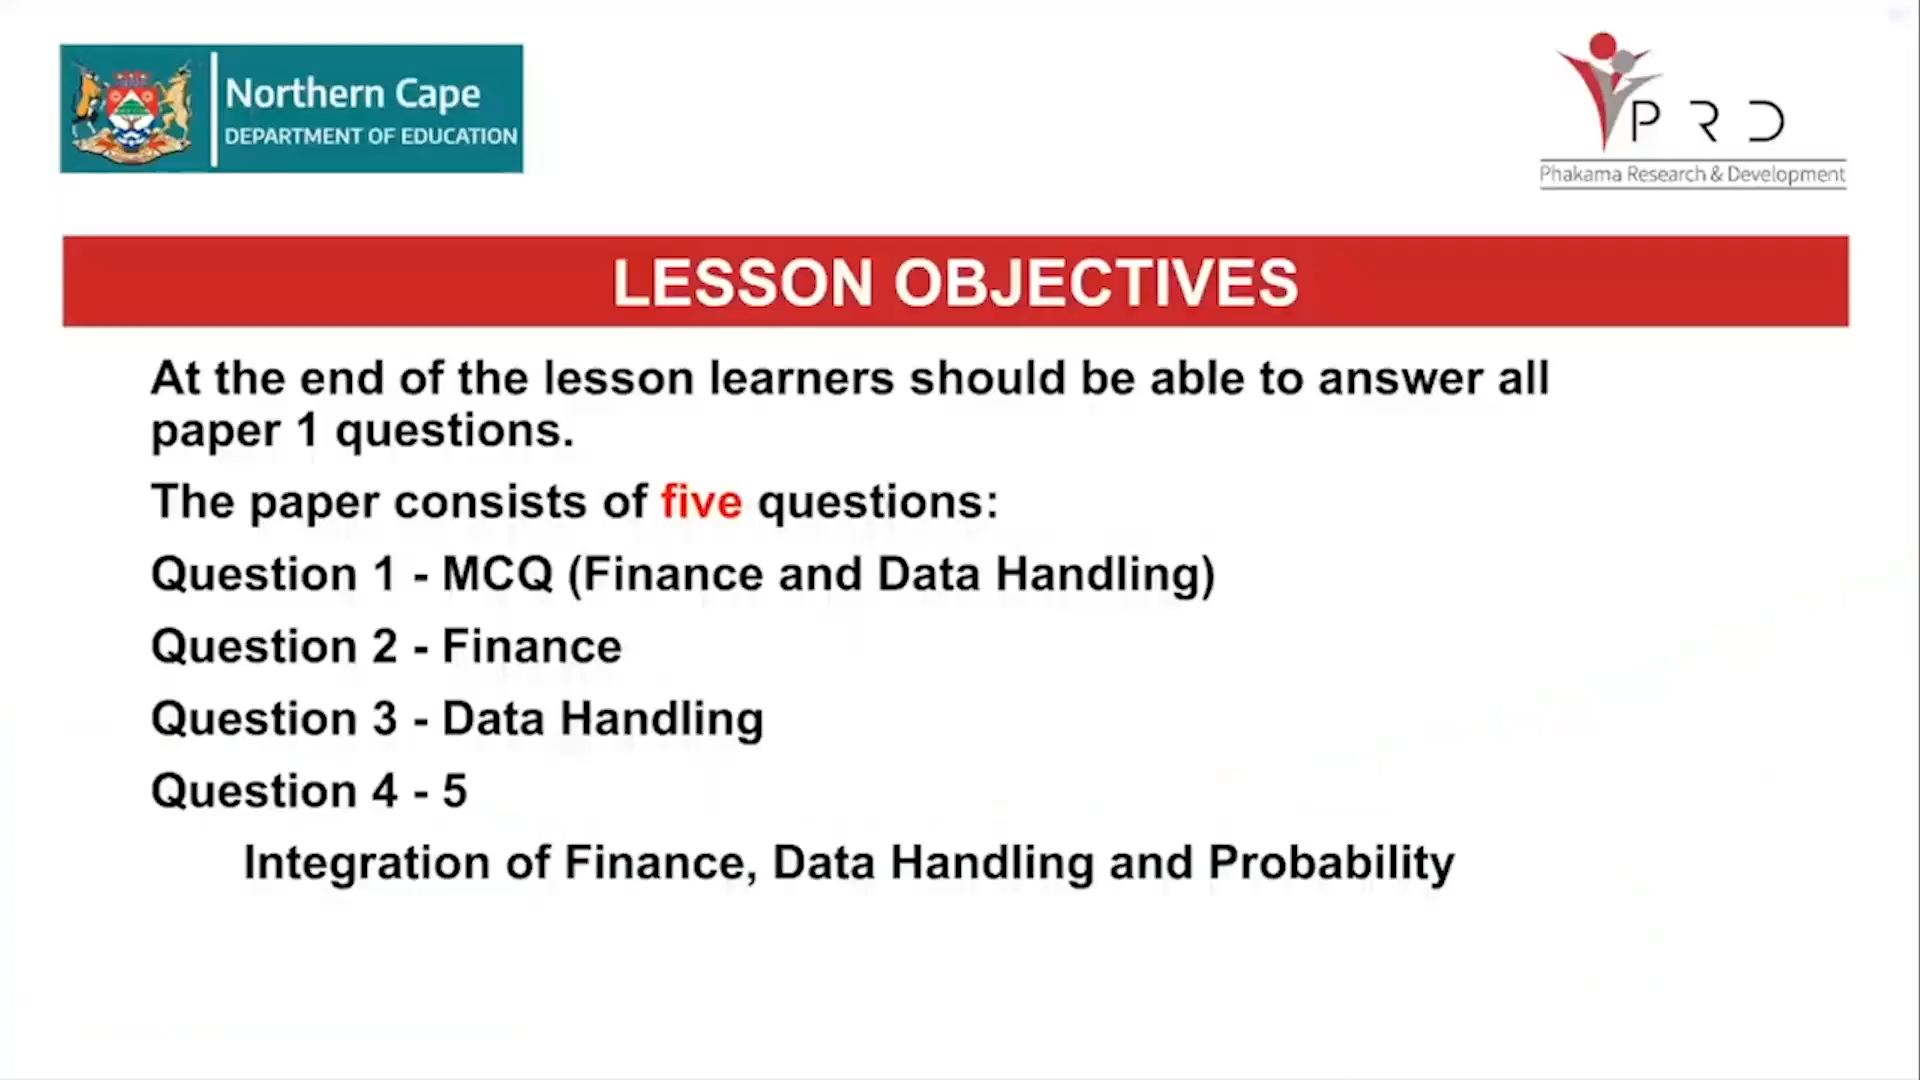 Northern Cape
DEPARTMENT OF EDUCATION
PRD
Phakama Research & Development
LESSON OBJECTIVES
At the end of the lesson learners should be able to answer all
paper 1 questions.
The paper consists of five questions:
Question 1 - MCQ (Finance and Data Handling)
Question 2 - Finance
Question 3 - Data Handling
Question 4 - 5
Integration of Finance, Data Handling and Probability